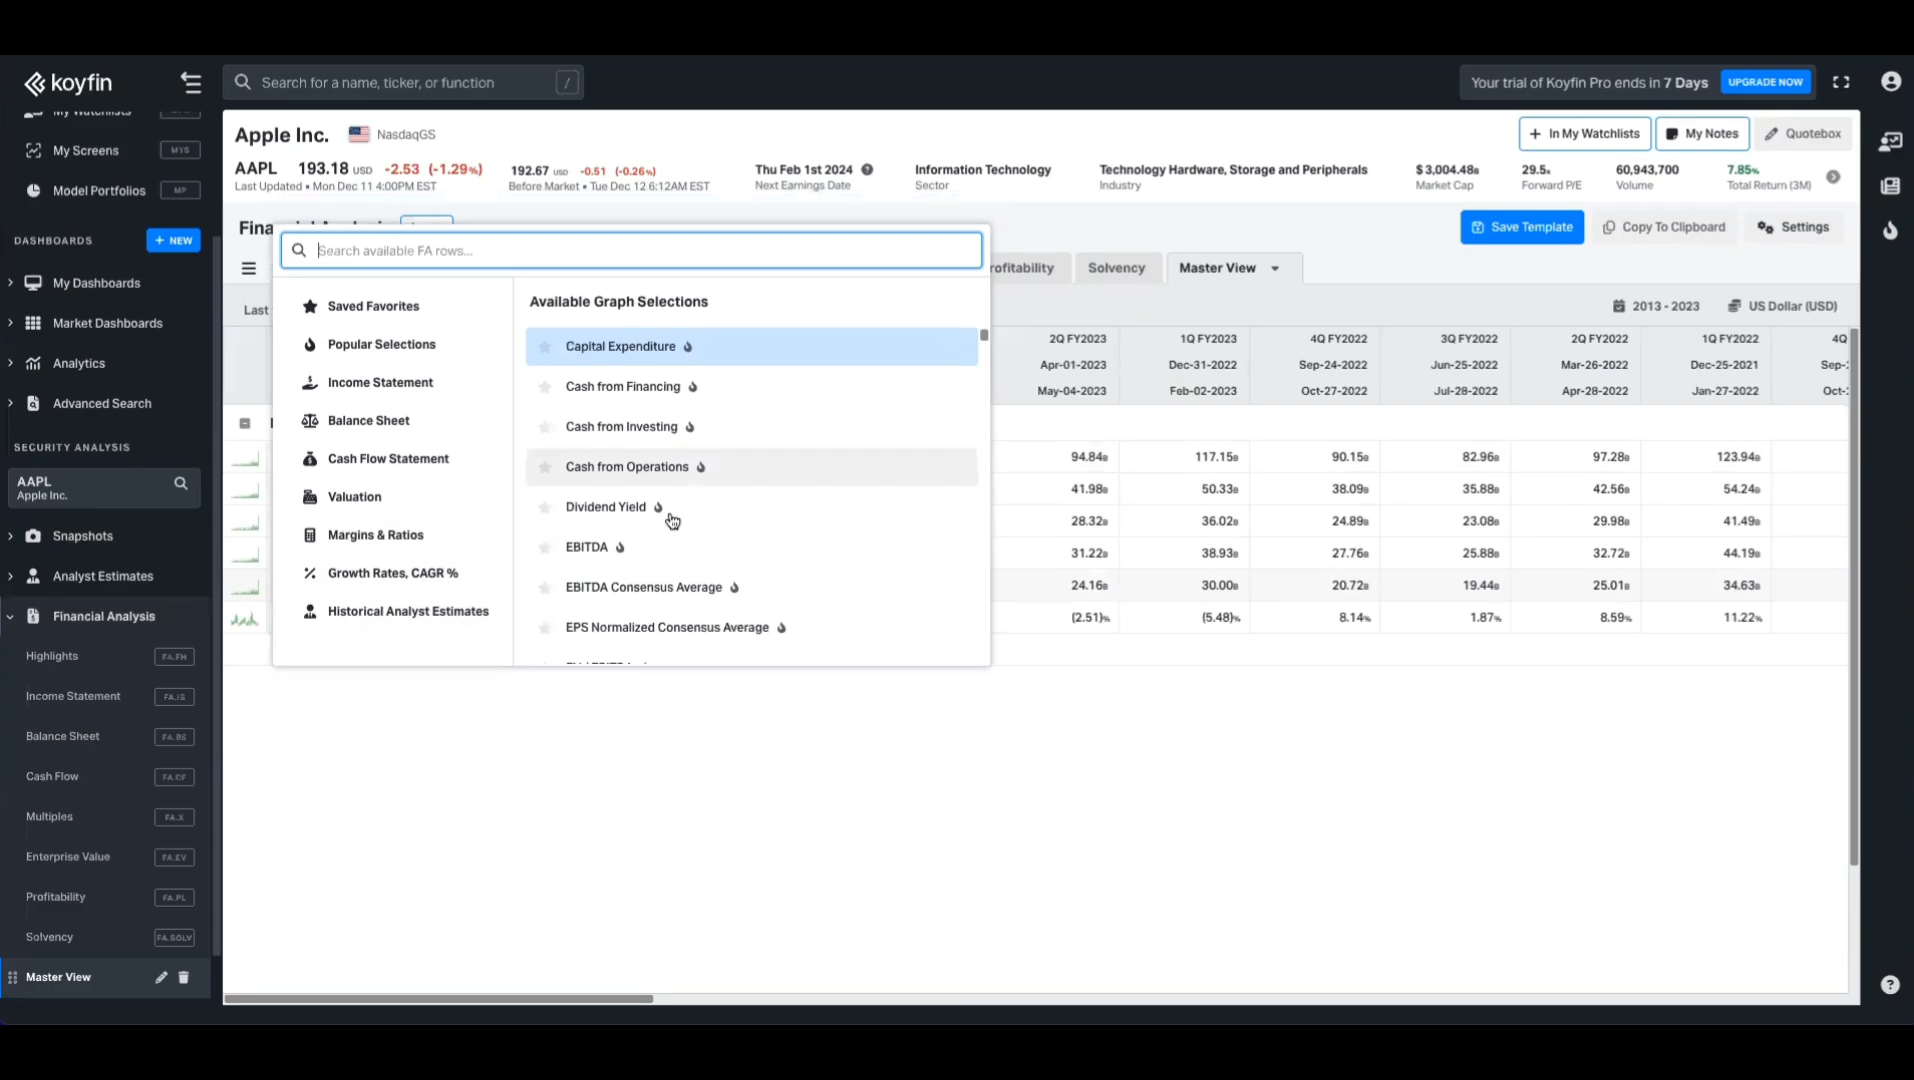 koyfin
Search for a name, ticker, or function /
Your trial of Koyfin Pro ends in 7 Days UPGRADE NOW
My Watchlists
My Screens MYS
Model Portfolios MP
DASHBOARDS + NEW
My Dashboards
Market Dashboards
Analytics
Advanced Search
SECURITY ANALYSIS
AAPL
Apple Inc.
Snapshots
Analyst Estimates
Financial Analysis
Highlights FA.FH
Income Statement FA.IS
Balance Sheet FA.BS
Cash Flow FA.CF
Multiples FA.X
Enterprise Value FA.EV
Profitability FA.PL
Solvency FA.SOLV
Master View
Apple Inc. NasdaqGS
+ In My Watchlists My Notes Quotebox
AAPL 193.18 USD -2.53 (-1.29%)
Last Updated • Mon Dec 11 4:00PM EST
192.67 USD -0.51 (-0.26%)
Before Market • Tue Dec 12 6:12AM EST
Thu Feb 1st 2024
Next Earnings Date
Information Technology
Sector
Technology Hardware, Storage and Peripherals
Industry
$ 3,004.48B
Market Cap
29.5x
Forward P/E
60,943,700
Volume
7.85%
Total Return (3M)
Save Template Copy To Clipboard Settings
Search available FA rows...
rofitability Solvency Master View
Last
2013 - 2023 US Dollar (USD)
Saved Favorites
Popular Selections
Income Statement
Balance Sheet
Cash Flow Statement
Valuation
Margins & Ratios
Growth Rates, CAGR %
Historical Analyst Estimates
Available Graph Selections
Capital Expenditure
Cash from Financing
Cash from Investing
Cash from Operations
Dividend Yield
EBITDA
EBITDA Consensus Average
EPS Normalized Consensus Average
2Q FY2023 1Q FY2023 4Q FY2022 3Q FY2022 2Q FY2022 1Q FY2022 4Q
Apr-01-2023 Dec-31-2022 Sep-24-2022 Jun-25-2022 Mar-26-2022 Dec-25-2021 Sep-
May-04-2023 Feb-02-2023 Oct-27-2022 Jul-28-2022 Apr-28-2022 Jan-27-2022 Oct-
94.84B 117.15B 90.15B 82.96B 97.28B 123.94B
41.98B 50.33B 38.09B 35.88B 42.56B 54.24B
28.32B 36.02B 24.89B 23.08B 29.98B 41.49B
31.22B 38.93B 27.76B 25.88B 32.72B 44.19B
24.16B 30.00B 20.72B 19.44B 25.01B 34.63B
(2.51)% (5.48)% 8.14% 1.87% 8.59% 11.22%
?